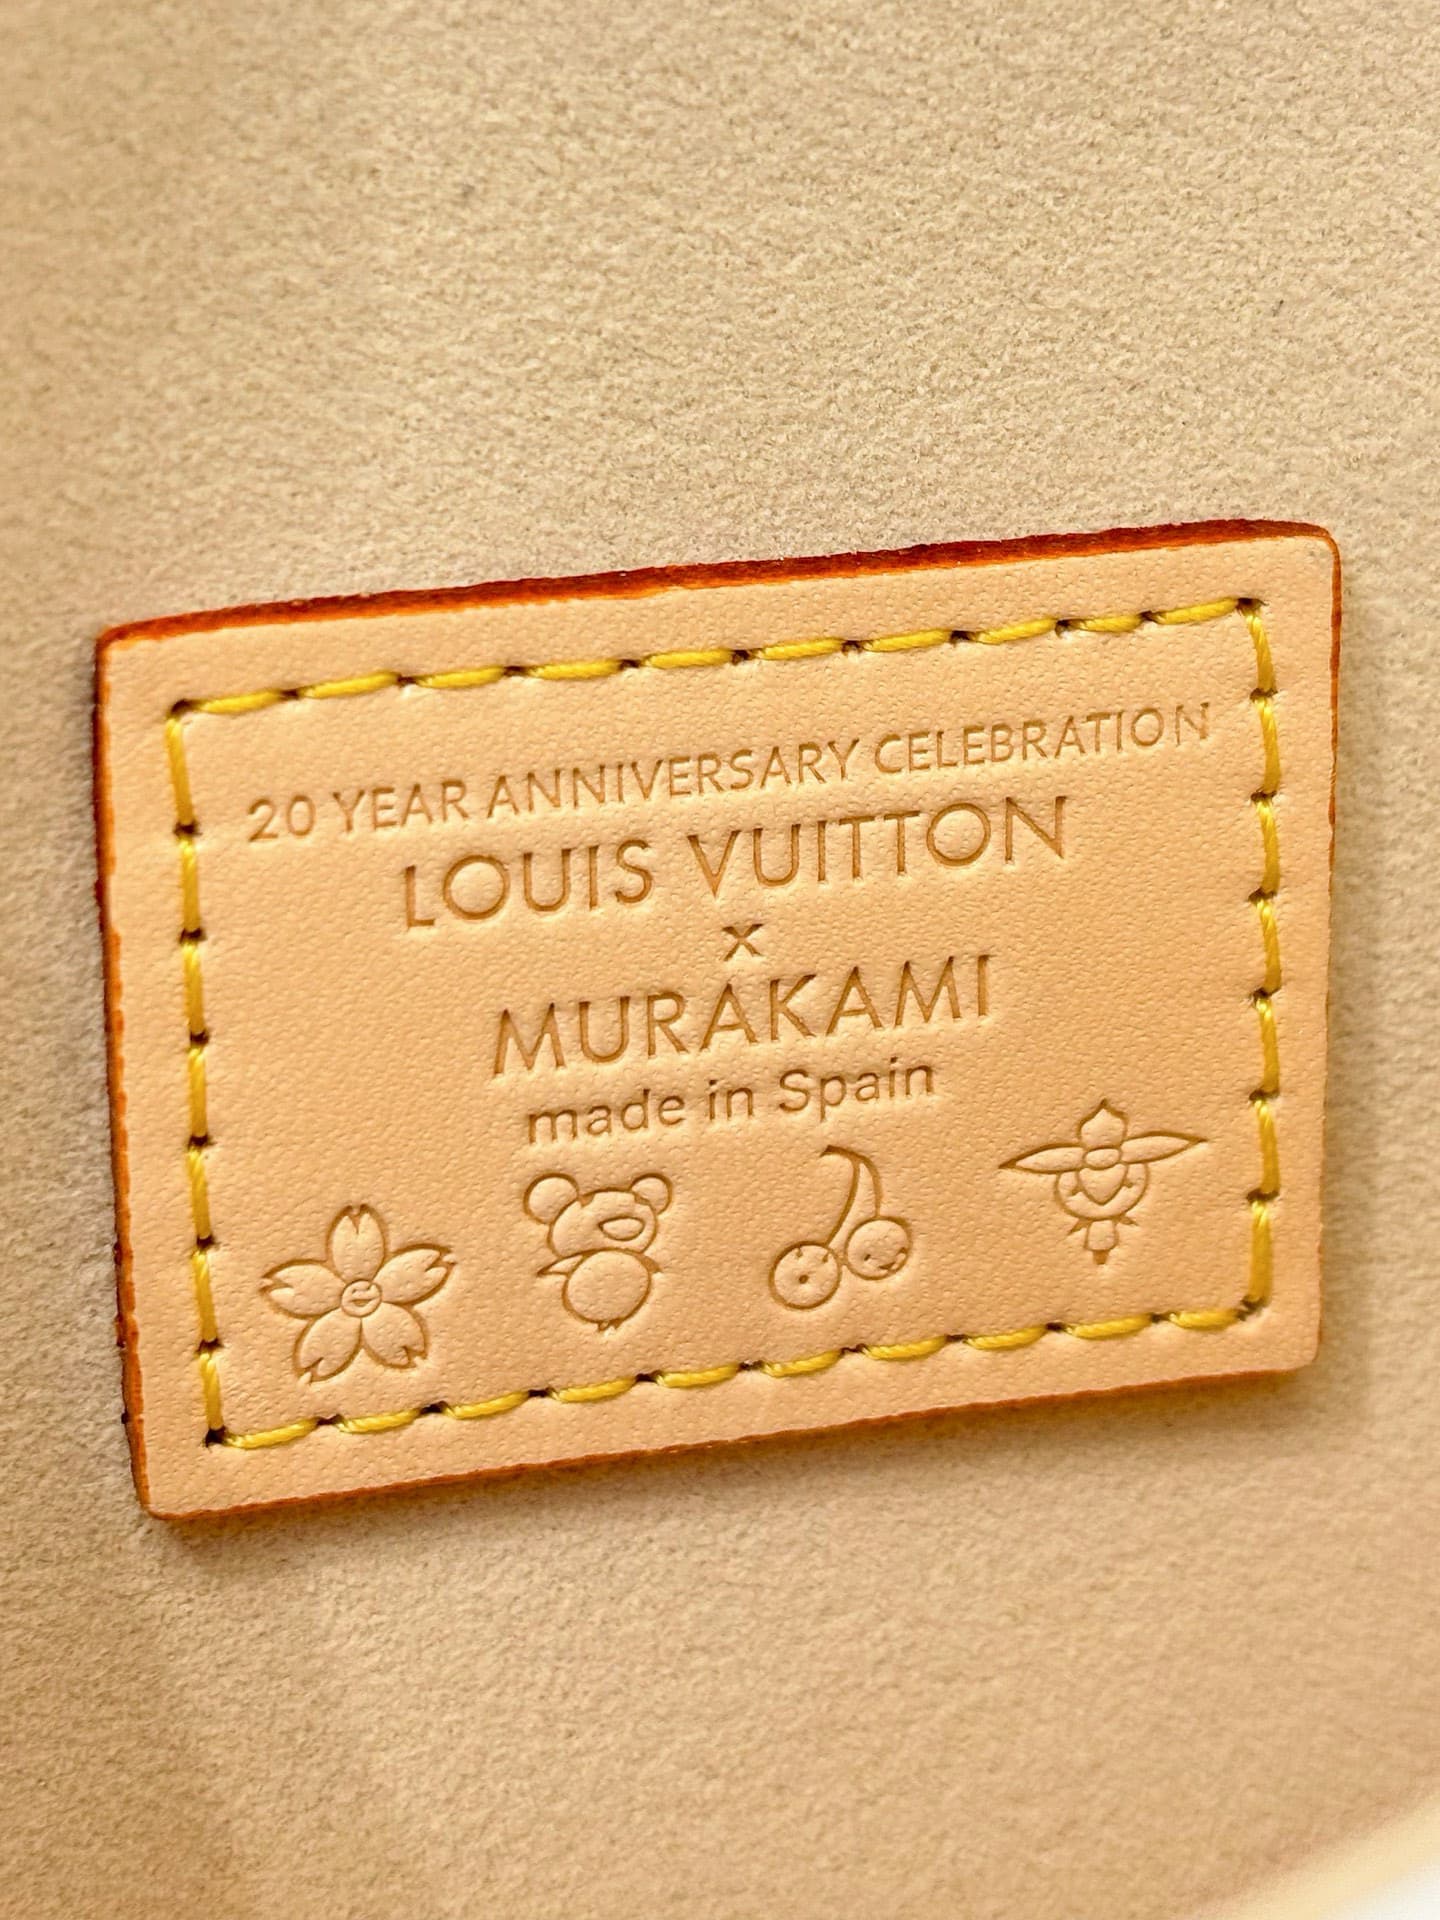 20 YEAR ANNIVERSARY CELEBRATION
LOUIS VUITTON
x
MURAKAMI
made in Spain